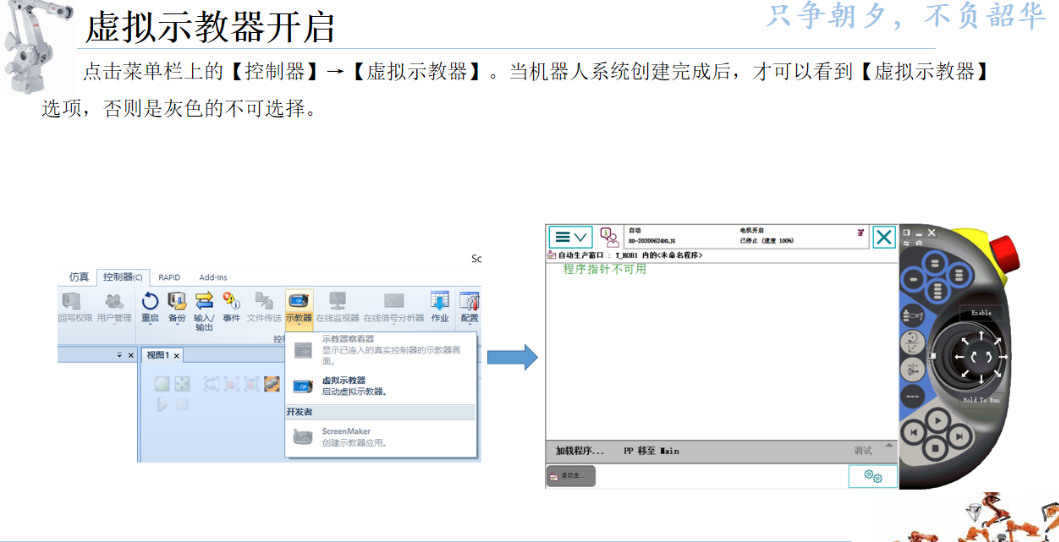 虚拟示教器开启
只争朝夕，不负韶华
点击菜单栏上的【控制器】→【虚拟示教器】。当机器人系统创建完成后，才可以看到【虚拟示教器】
选项，否则是灰色的不可选择。
Sc
仿真 控制器(C) RAPID Add-Ins
回写权限 用户管理 重启 备份 输入/输出 事件 文件传送 示教器 在线监视器 在线信号分析器 作业 配置
视图1
示教器察看器
显示已连入的真实控制器的示教器画
面。
虚拟示教器
启动虚拟示教器。
开发者
ScreenMaker
创建示教器应用。
自动 电机开启
已停止 (速度 100%)
自动生产窗口 : T_ROB1 内的<未命名程序>
程序指针不可用
Enable
Hold To Run
加载程序... PP 移至 Main 调试